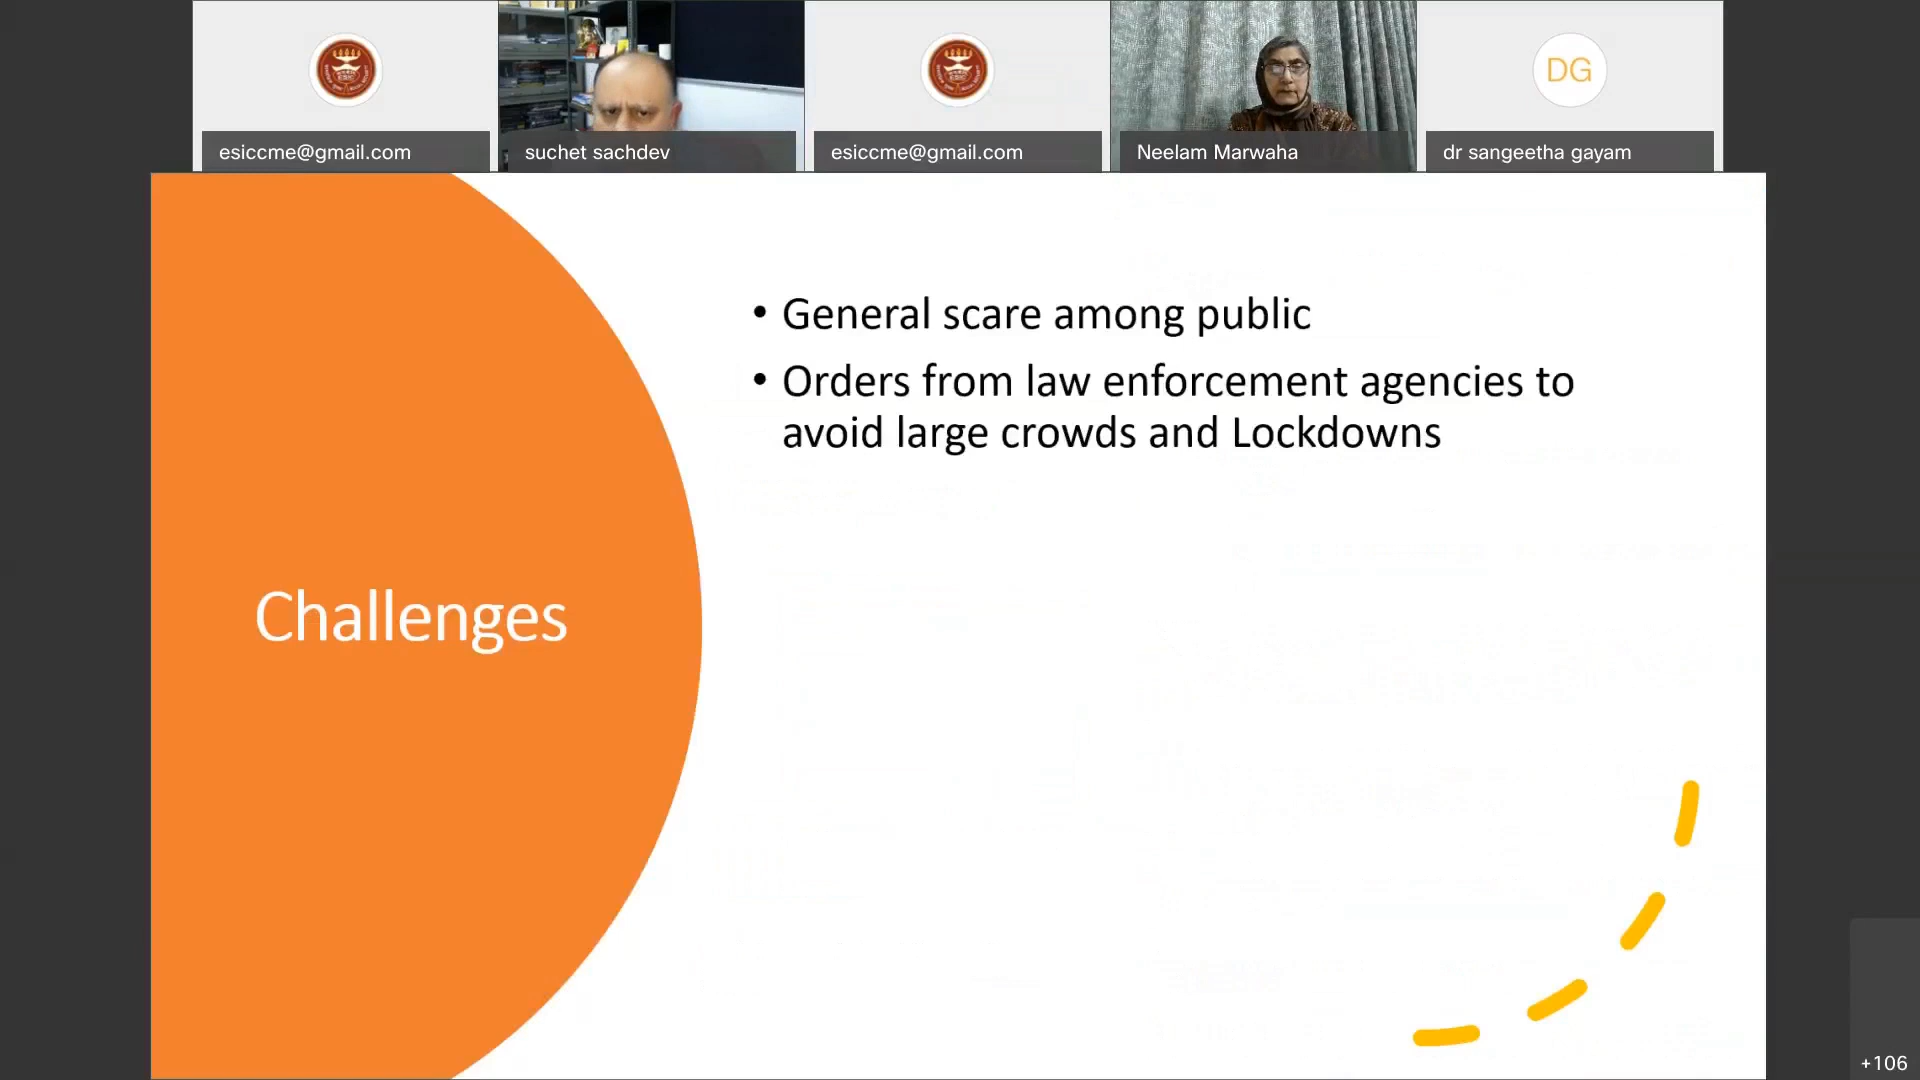 esiccme@gmail.com
suchet sachdev
esiccme@gmail.com
Neelam Marwaha
DG
dr sangeetha gayam
• General scare among public
• Orders from law enforcement agencies to
avoid large crowds and Lockdowns
Challenges
+106